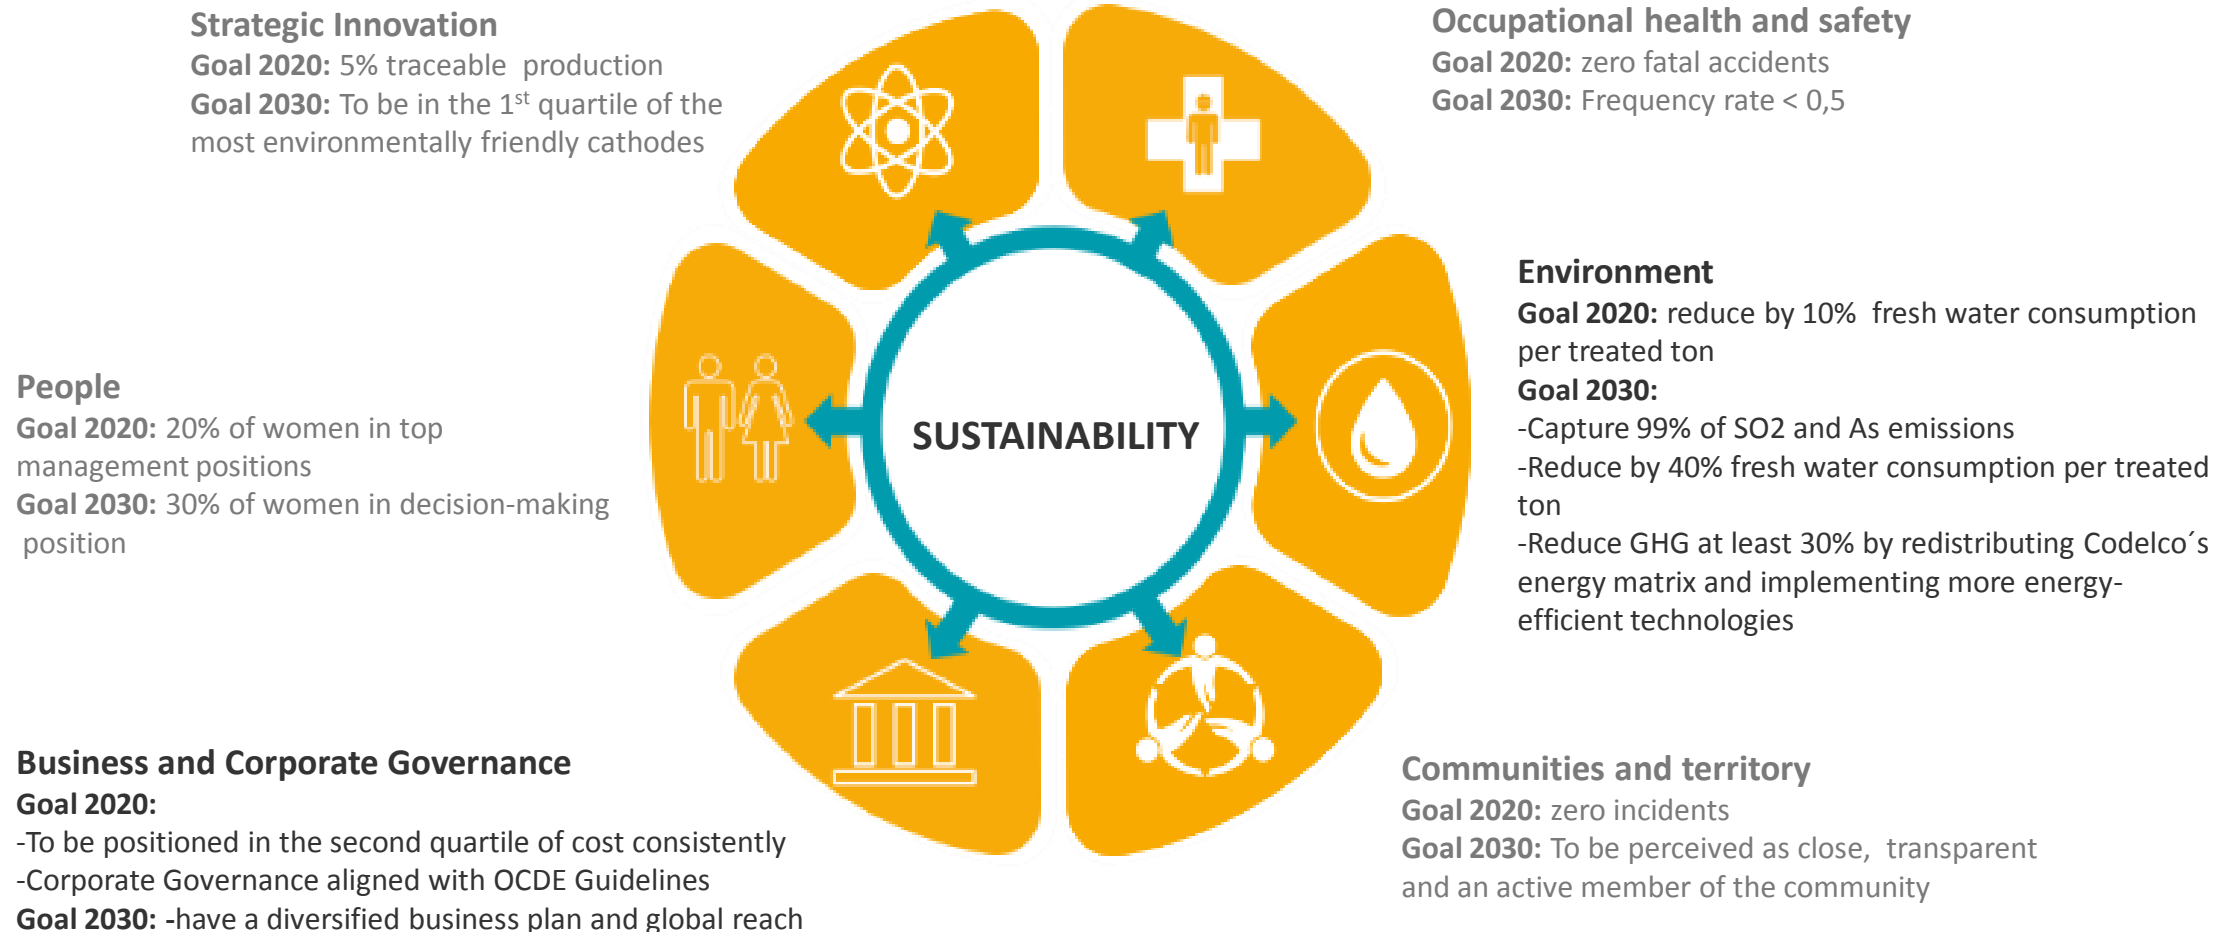 Strategic Innovation
Goal 2020: 5% traceable production
Goal 2030: To be in the 1st quartile of the
most environmentally friendly cathodes
Occupational health and safety
Goal 2020: zero fatal accidents
Goal 2030: Frequency rate < 0,5
People
Goal 2020: 20% of women in top
management positions
Goal 2030: 30% of women in decision-making
position
SUSTAINABILITY
Environment
Goal 2020: reduce by 10% fresh water consumption
per treated ton
Goal 2030:
-Capture 99% of SO2 and As emissions
-Reduce by 40% fresh water consumption per treated
ton
-Reduce GHG at least 30% by redistributing Codelco´s
energy matrix and implementing more energy-
efficient technologies
Business and Corporate Governance
Goal 2020:
-To be positioned in the second quartile of cost consistently
-Corporate Governance aligned with OCDE Guidelines
Goal 2030: -have a diversified business plan and global reach
Communities and territory
Goal 2020: zero incidents
Goal 2030: To be perceived as close, transparent
and an active member of the community